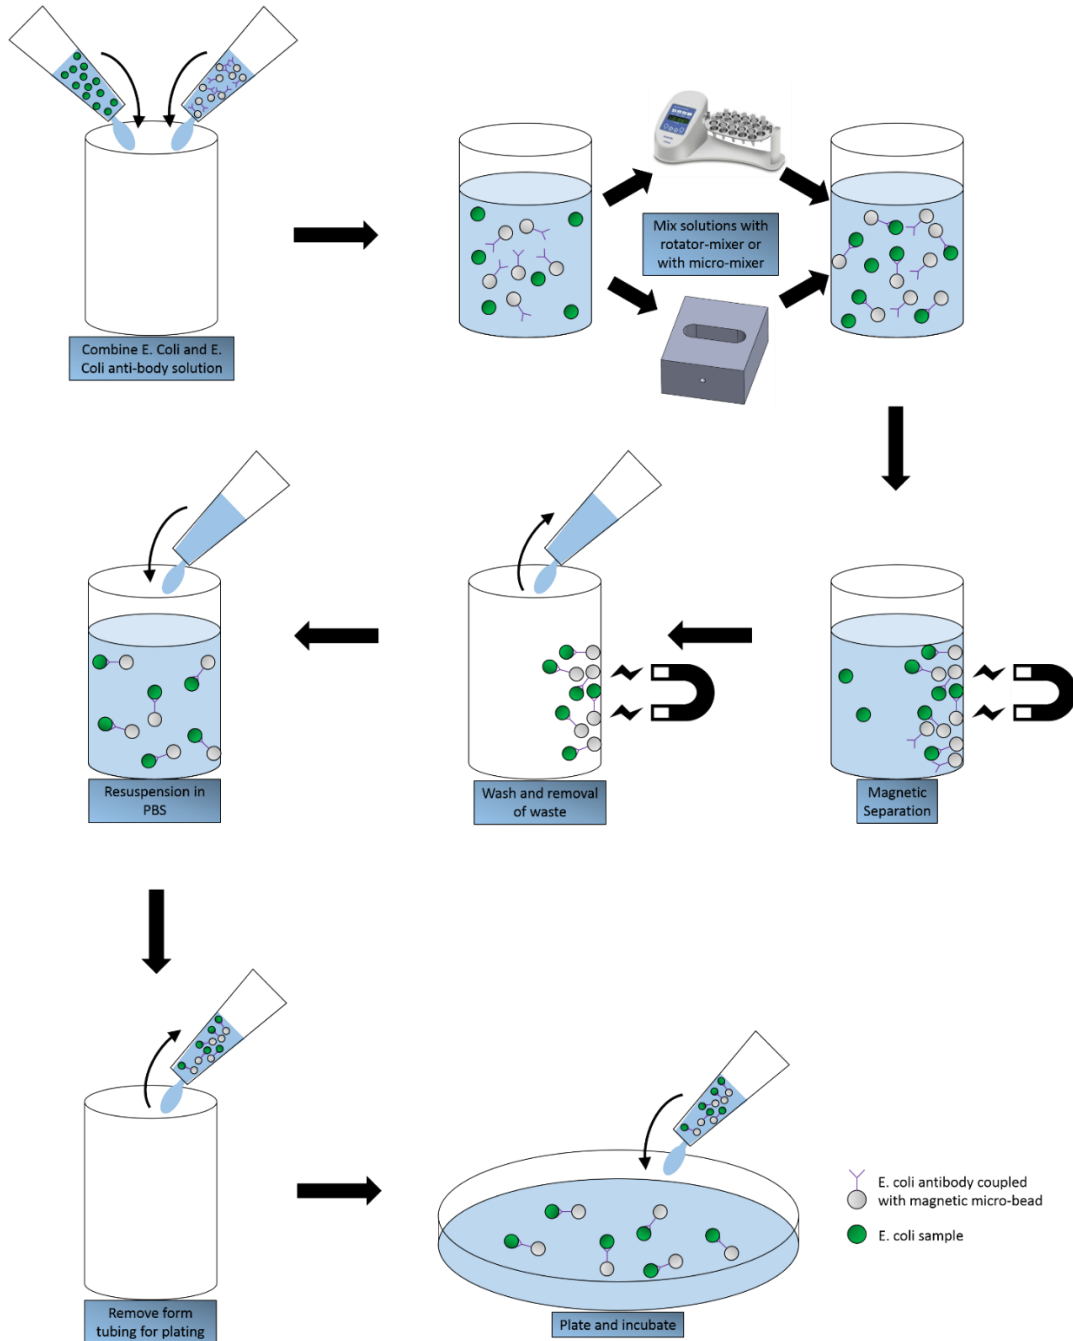 Mix solutions with
rotator-mixer or
with micro-mixer
Combine E. Coli and E.
Coli anti-body solution
Resuspension in
PBS
Wash and removal
of waste
Magnetic
Separation
E. coli antibody coupled
with magnetic micro-bead
E. coli sample
Remove form
tubing for plating
Plate and incubate